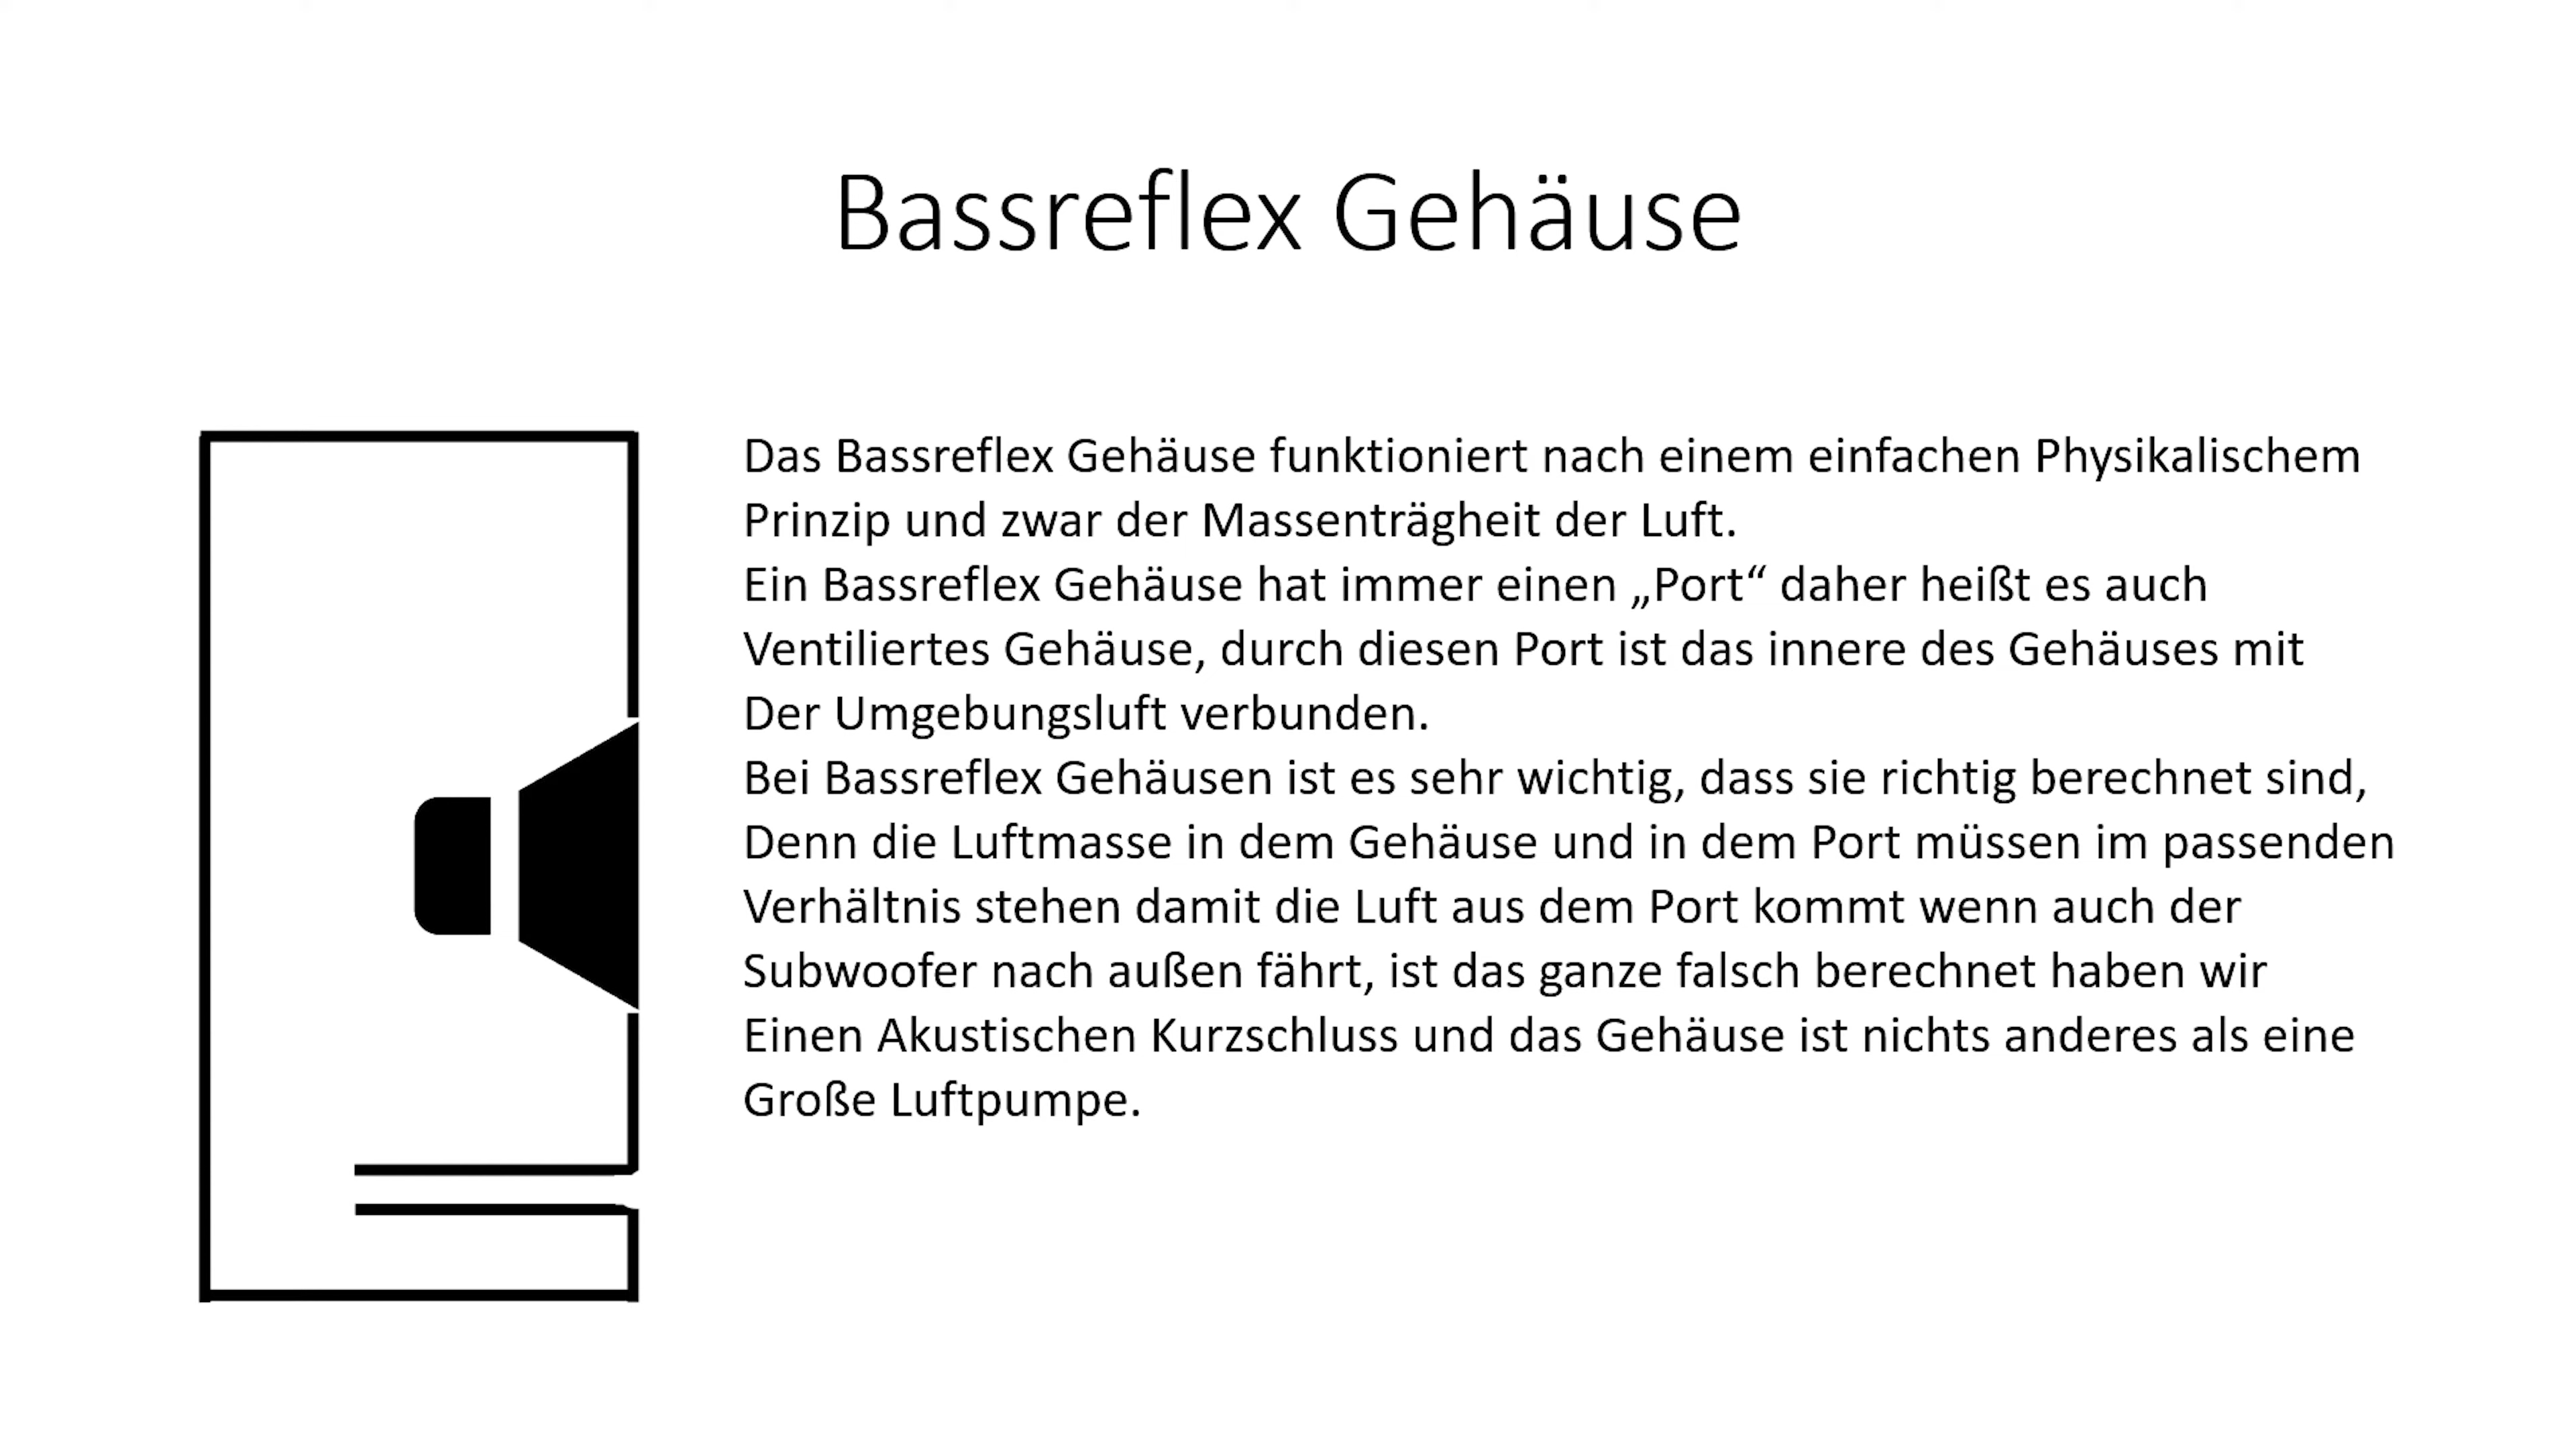 Bassreflex Gehäuse
Das Bassreflex Gehäuse funktioniert nach einem einfachen Physikalischem
Prinzip und zwar der Massenträgheit der Luft.
Ein Bassreflex Gehäuse hat immer einen „Port“ daher heißt es auch
Ventiliertes Gehäuse, durch diesen Port ist das innere des Gehäuses mit
Der Umgebungsluft verbunden.
Bei Bassreflex Gehäusen ist es sehr wichtig, dass sie richtig berechnet sind,
Denn die Luftmasse in dem Gehäuse und in dem Port müssen im passenden
Verhältnis stehen damit die Luft aus dem Port kommt wenn auch der
Subwoofer nach außen fährt, ist das ganze falsch berechnet haben wir
Einen Akustischen Kurzschluss und das Gehäuse ist nichts anderes als eine
Große Luftpumpe.